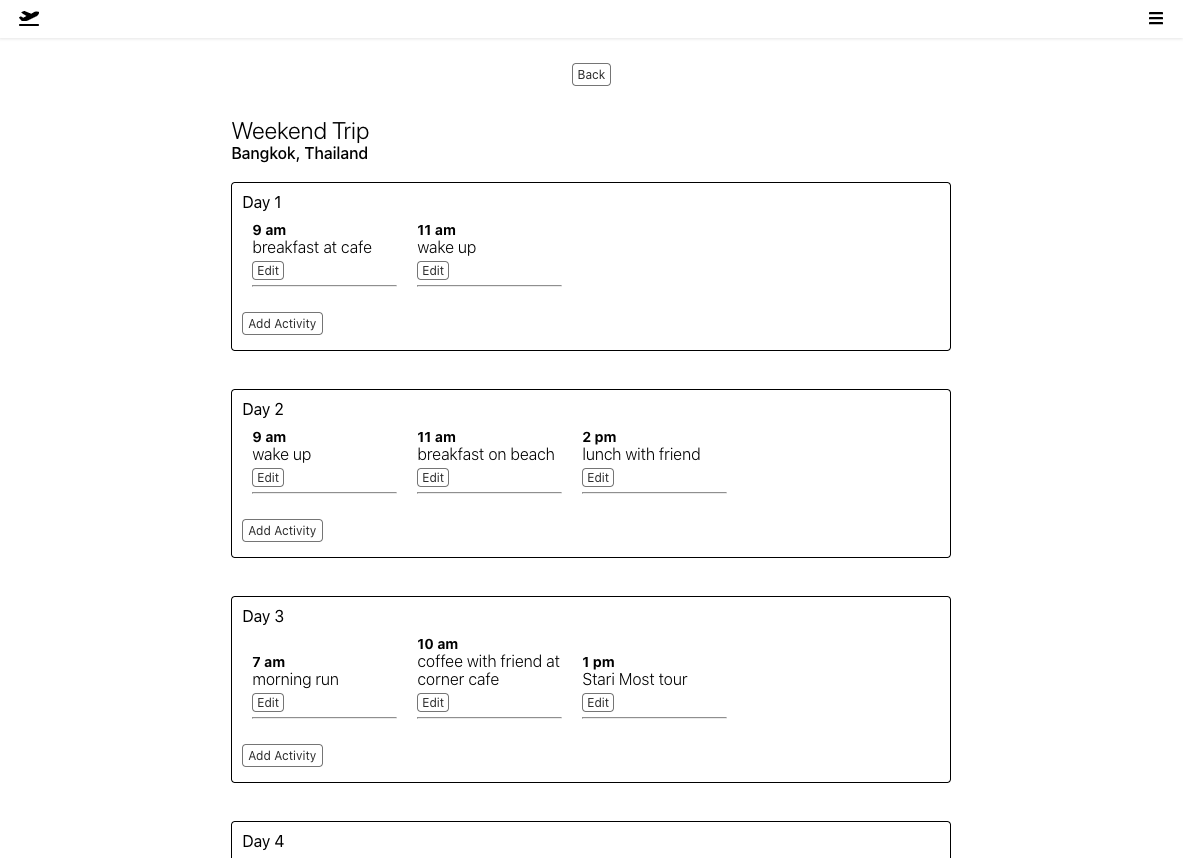 Back
Weekend Trip
Bangkok, Thailand
Day 1
9 am
breakfast at cafe
Edit
11 am
wake up
Edit
Add Activity
Day 2
9 am
wake up
Edit
11 am
breakfast on beach
Edit
2 pm
lunch with friend
Edit
Add Activity
Day 3
7 am
morning run
Edit
10 am
coffee with friend at
corner cafe
Edit
1 pm
Stari Most tour
Edit
Add Activity
Day 4